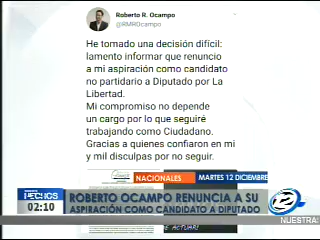 Roberto R. Ocampo
@RMROcampo
He tomado una decisión difícil:
lamento informar que renuncio
a mi aspiración como candidato
no partidario a Diputado por La
Libertad.
Mi compromiso no depende
un cargo por lo que seguiré
trabajando como Ciudadano.
Gracias a quienes confiaron en mi
y mil disculpas por no seguir.
NACIONALES
MARTES 12 DICIEMBRE
HECHOS
02:10
ROBERTO OCAMPO RENUNCIA A SU
ASPIRACIÓN COMO CANDIDATO A DIPUTADO
ACTUAR!
NUESTRA